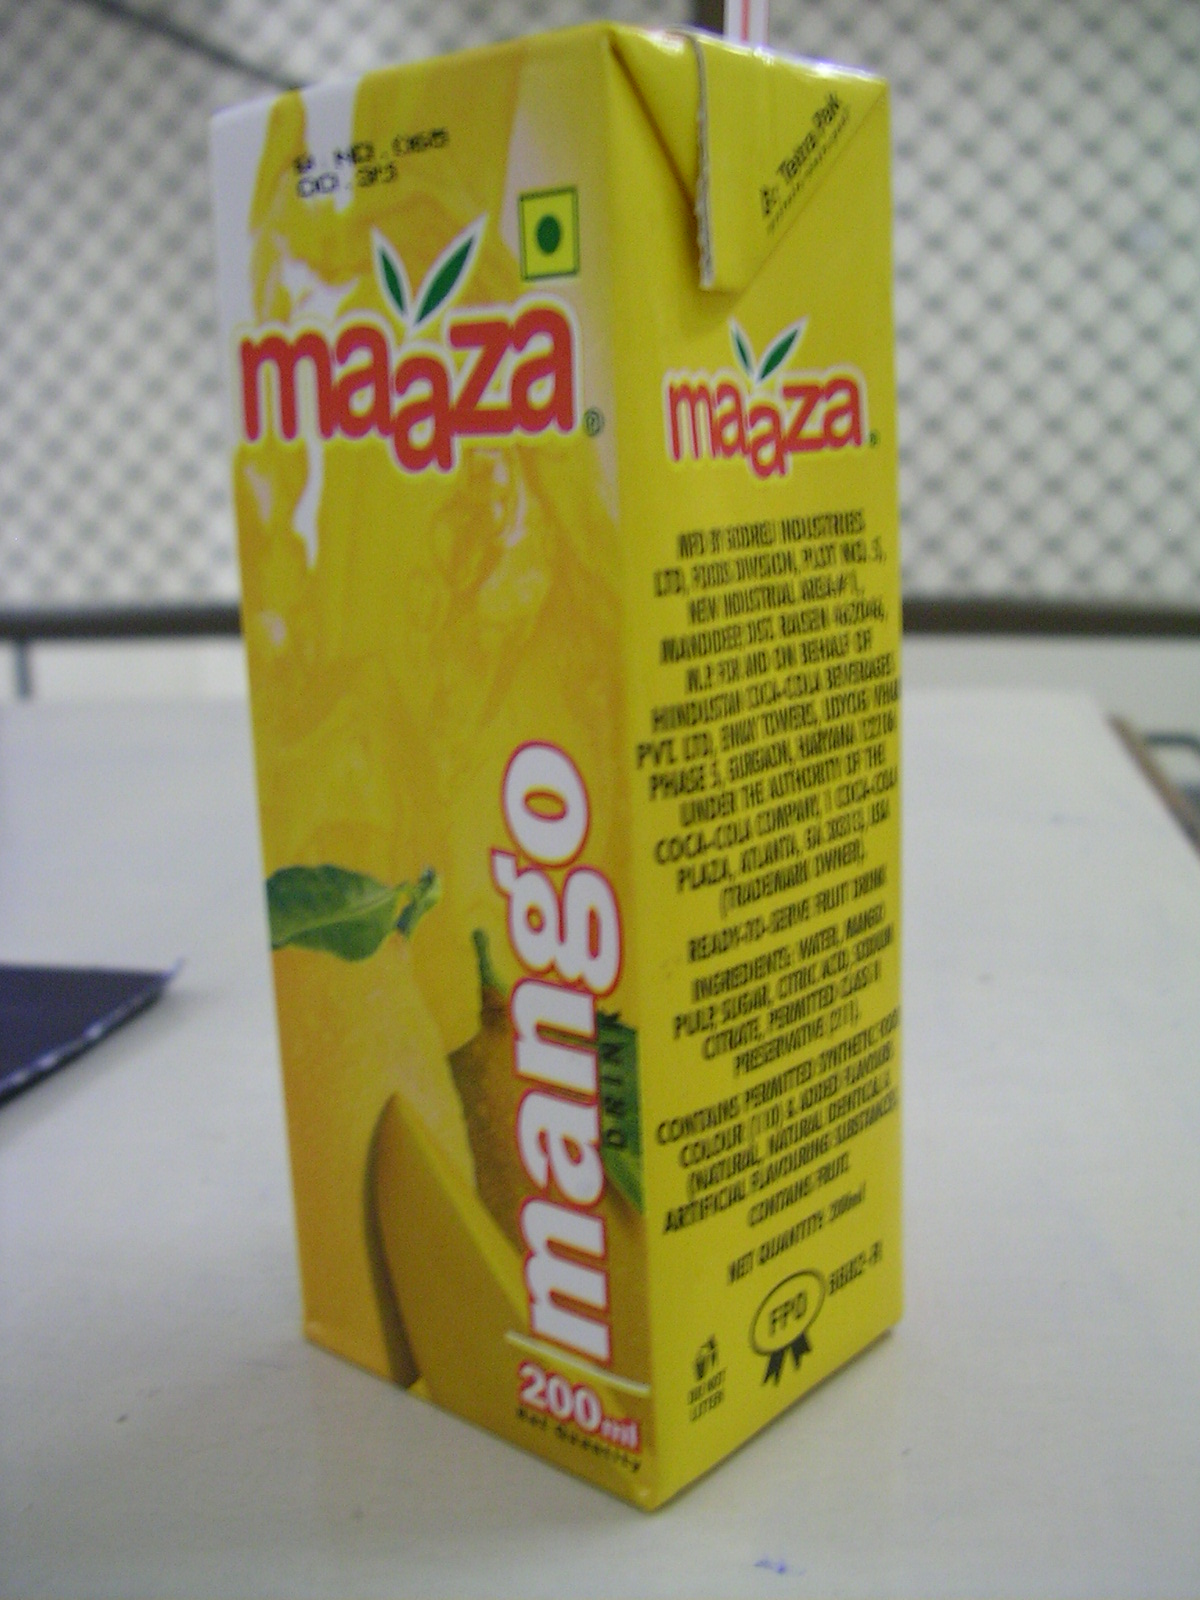 B.NO.066
00.35
maaza
mango
DRINK
200ml
Net Quantity
Tetra Pak
maaza
MFD BY GODREJ INDUSTRIES
LTD, FOODS DIVISION, PLOT NO. 5,
NEW INDUSTRIAL AREA#1,
MANDIDEEP, DIST. RAISEN
M.P. FOR AND ON BEHALF OF
HINDUSTAN COCA-COLA BEVERAGES
PVT. LTD, ENKAY TOWERS, UDYOG VIHAR
PHASE 5, GURGAON, HARYANA
UNDER THE AUTHORITY OF THE
COCA-COLA COMPANY, 1 COCA-COLA
PLAZA, ATLANTA, GA 30313, USA
(TRADEMARK OWNER).
READY-TO-SERVE FRUIT DRINK
INGREDIENTS: WATER, MANGO
PULP, SUGAR, CITRIC ACID, SODIUM
CITRATE, PERMITTED CLASS II
PRESERVATIVE (211).
CONTAINS PERMITTED SYNTHETIC FOOD
COLOUR (110) & ADDED FLAVOURS
(NATURAL, NATURAL IDENTICAL &
ARTIFICIAL FLAVOURING SUBSTANCES)
CONTAINS FRUIT.
NET QUANTITY: 200ml
FPO
DO NOT
LITTER